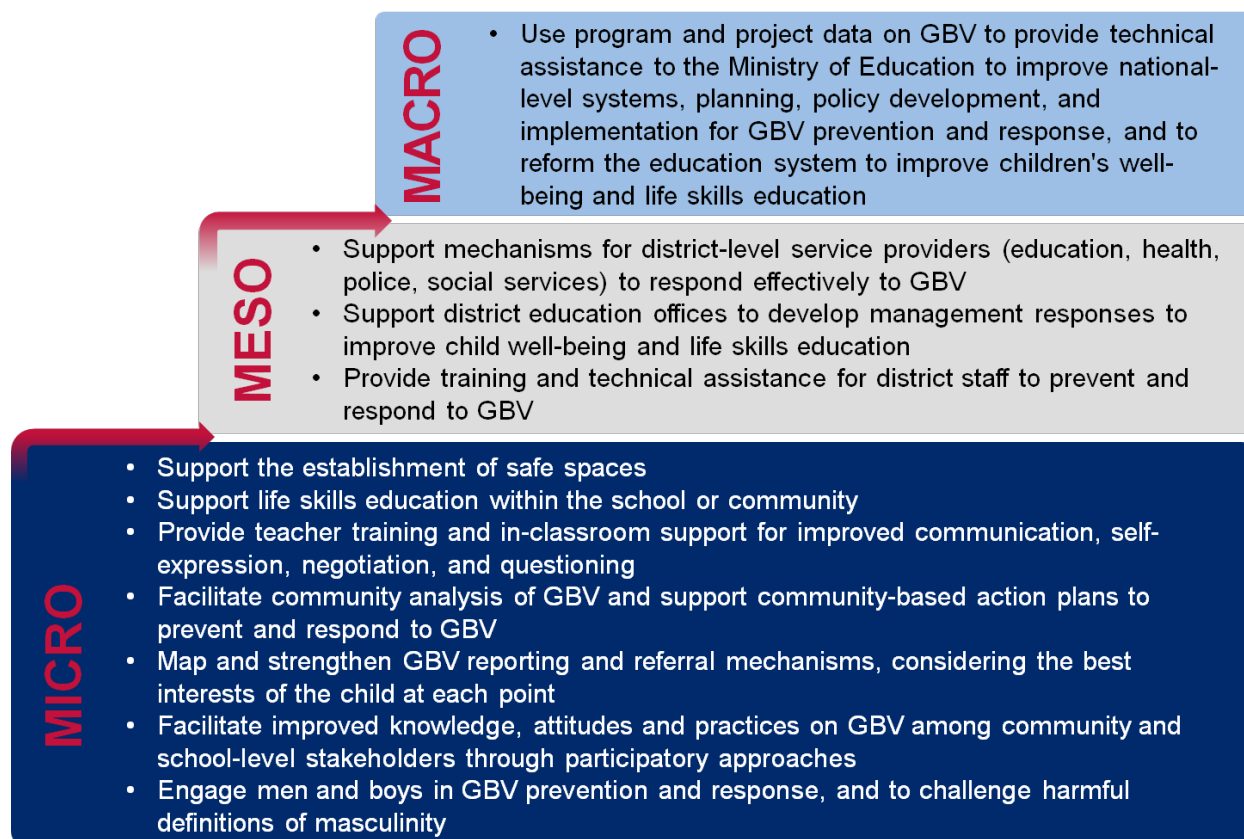 MACRO
• Use program and project data on GBV to provide technical
assistance to the Ministry of Education to improve national-
level systems, planning, policy development, and
implementation for GBV prevention and response, and to
reform the education system to improve children's well-
being and life skills education
MESO
• Support mechanisms for district-level service providers (education, health,
police, social services) to respond effectively to GBV
• Support district education offices to develop management responses to
improve child well-being and life skills education
• Provide training and technical assistance for district staff to prevent and
respond to GBV
MICRO
• Support the establishment of safe spaces
• Support life skills education within the school or community
• Provide teacher training and in-classroom support for improved communication, self-
expression, negotiation, and questioning
• Facilitate community analysis of GBV and support community-based action plans to
prevent and respond to GBV
• Map and strengthen GBV reporting and referral mechanisms, considering the best
interests of the child at each point
• Facilitate improved knowledge, attitudes and practices on GBV among community and
school-level stakeholders through participatory approaches
• Engage men and boys in GBV prevention and response, and to challenge harmful
definitions of masculinity